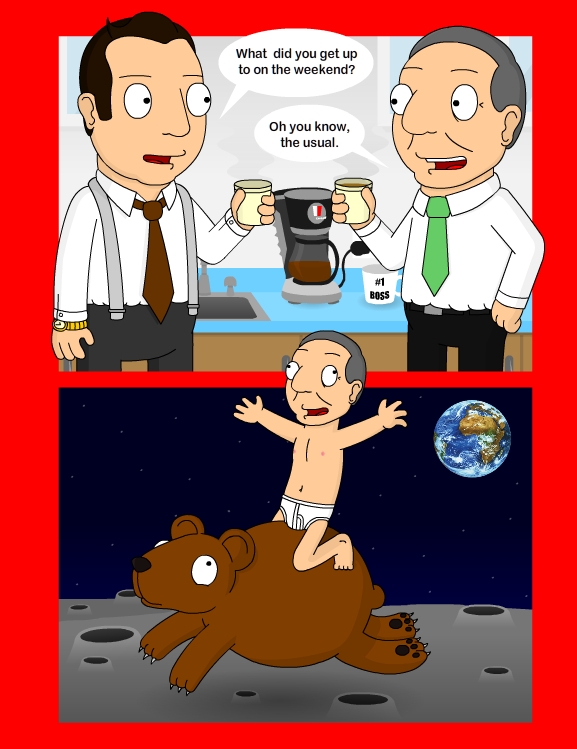 What did you get up
to on the weekend?
Oh you know,
the usual.
#1
BOSS